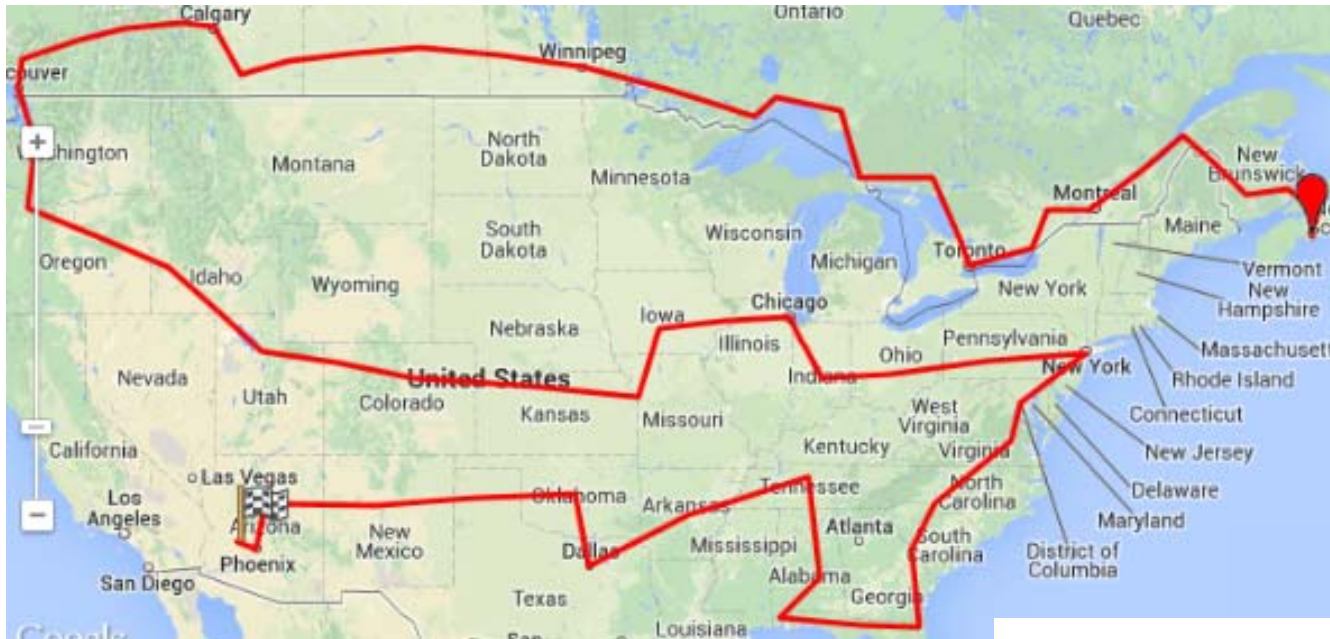 Calgary
Ontario
Quebec
couver
Winnipeg
+
Washington
North
Dakota
Montana
Minnesota
Montreal
New
Brunswick
Maine
South
Dakota
Wisconsin
Toronto
Oregon
Idaho
Wyoming
Michigan
Vermont
New
Hampshire
New York
Chicago
Iowa
Nebraska
Illinois
Ohio
Pennsylvania
Massachusett
New York
Rhode Island
Nevada
Utah
United States
Colorado
Kansas
Missouri
Indiana
West
Virginia
Connecticut
Kentucky
Virginia
New Jersey
California
Las Vegas
Oklahoma
Arkansas
Tennessee
North
Carolina
Delaware
Maryland
Los
Angeles
Arizona
New
Mexico
Atlanta
South
Carolina
District of
Columbia
Phoenix
Dallas
Mississippi
San Diego
Alabama
Georgia
Texas
Louisiana
San
Google